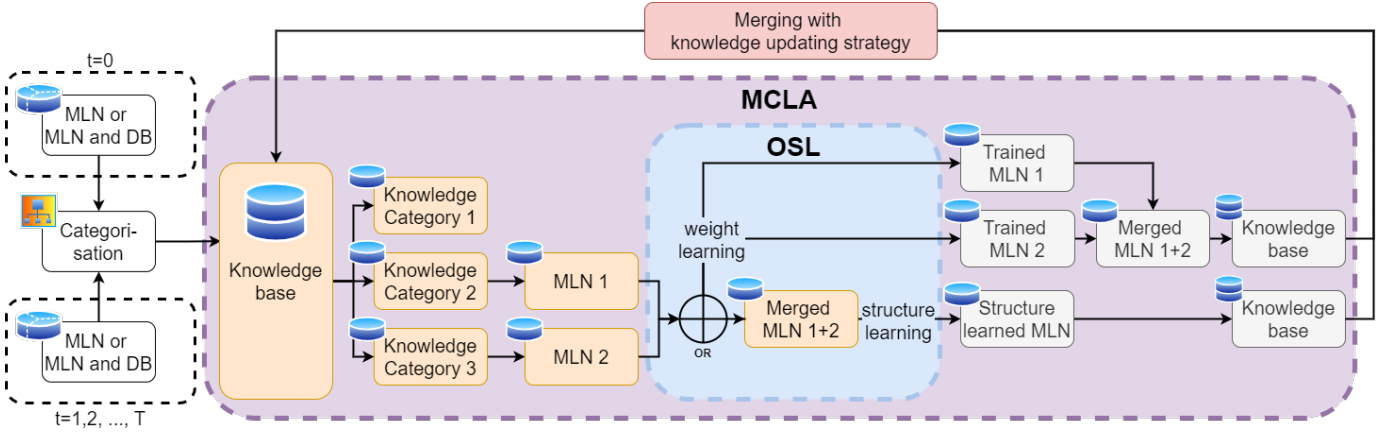 Merging with
knowledge updating strategy
t=0
MLN or
MLN and DB
Categori-
sation
MLN or
MLN and DB
t=1,2, ..., T
MCLA
Knowledge
base
Knowledge
Category 1
Knowledge
Category 2
Knowledge
Category 3
MLN 1
MLN 2
OSL
weight
learning
OR
Merged
MLN 1+2
structure
learning
Trained
MLN 1
Trained
MLN 2
Merged
MLN 1+2
Knowledge
base
Structure
learned MLN
Knowledge
base